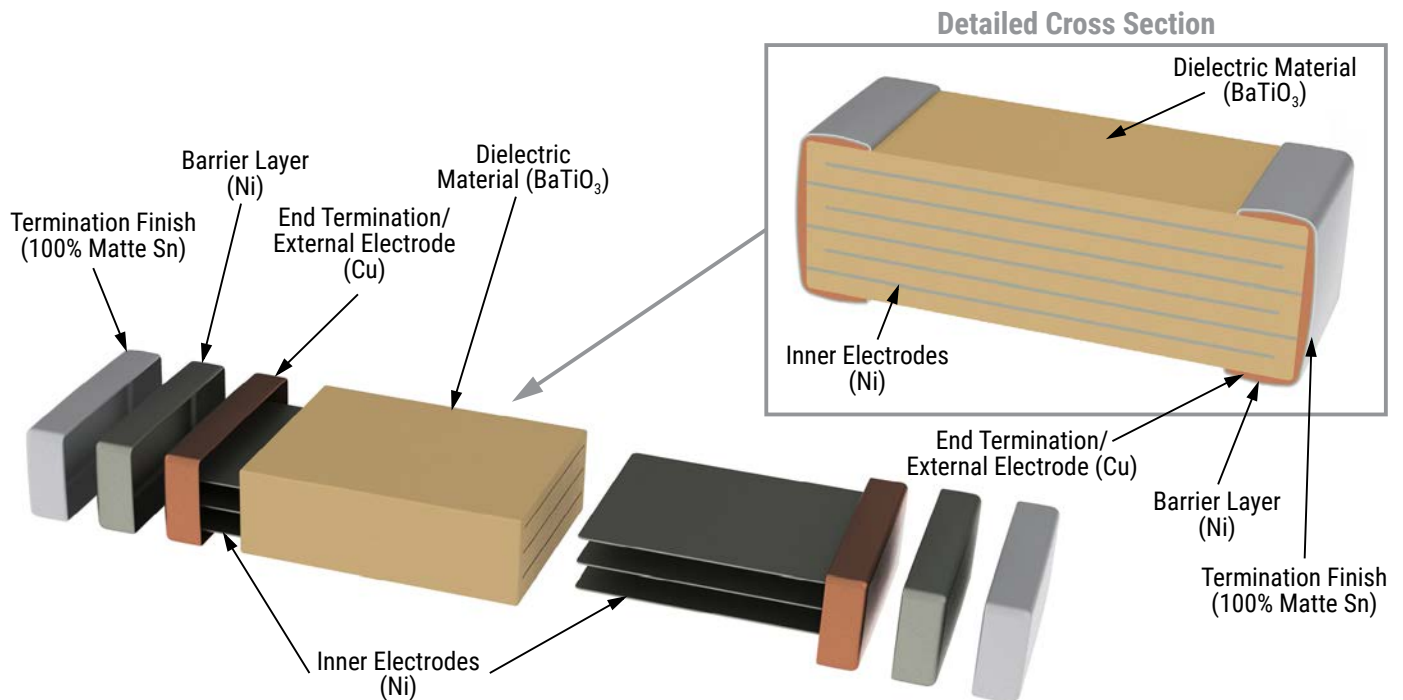 Detailed Cross Section
Dielectric Material
(BaTiO₃)
Inner Electrodes
(Ni)
End Termination/
External Electrode (Cu)
Barrier Layer
(Ni)
Termination Finish
(100% Matte Sn)
Dielectric
Material (BaTiO₃)
Barrier Layer
(Ni)
End Termination/
External Electrode
(Cu)
Termination Finish
(100% Matte Sn)
Inner Electrodes
(Ni)